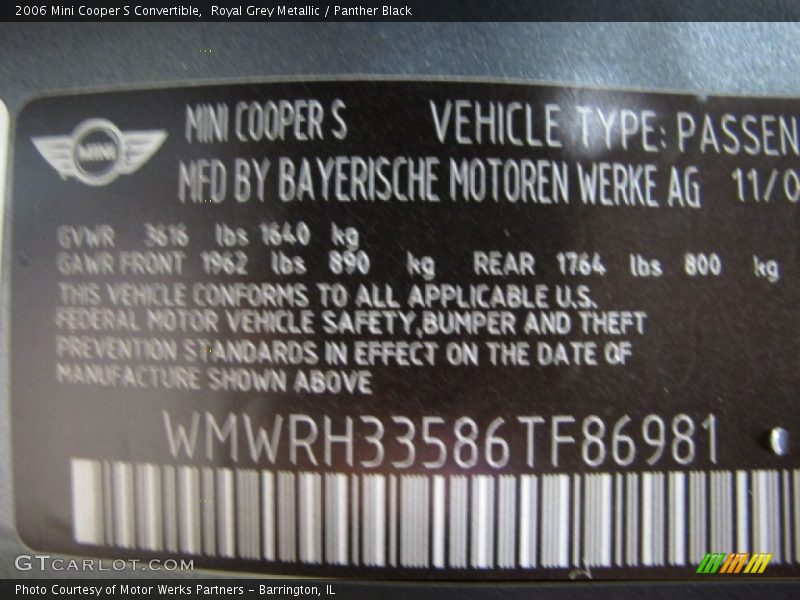 2006 Mini Cooper S Convertible,  Royal Grey Metallic / Panther Black
MINI COOPER S VEHICLE TYPE: PASSEN
MINI
MFD BY BAYERISCHE MOTOREN WERKE AG 11/0
GVWR 3616 lbs 1640 kg
GAWR FRONT 1962 lbs 890 kg REAR 1764 lbs 800 kg
THIS VEHICLE CONFORMS TO ALL APPLICABLE U.S.
FEDERAL MOTOR VEHICLE SAFETY,BUMPER AND THEFT
PREVENTION STANDARDS IN EFFECT ON THE DATE OF
MANUFACTURE SHOWN ABOVE
WMWRH33586TF86981
GTCARLOT.COM
Photo Courtesy of Motor Werks Partners – Barrington, IL